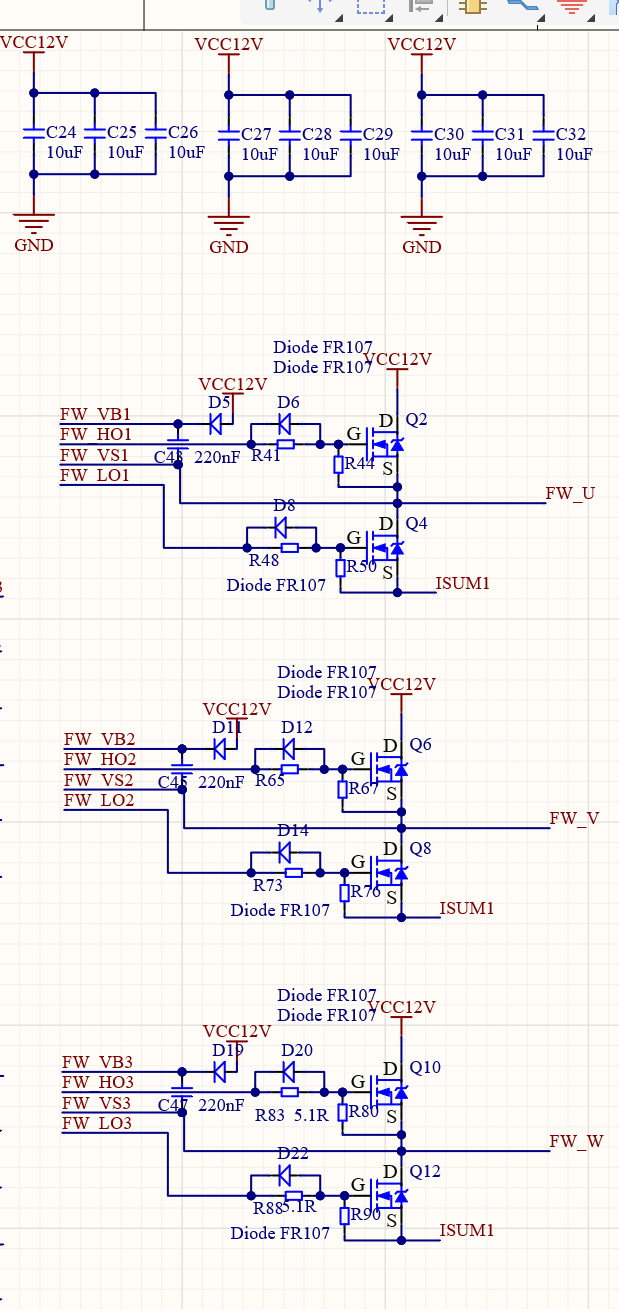 VCC12V VCC12V VCC12V
C24 C25 C26 C27 C28 C29 C30 C31 C32
10uF 10uF 10uF 10uF 10uF 10uF 10uF 10uF 10uF
GND GND GND
Diode FR107
Diode FR107
VCC12V
VCC12V
D5 D6
FW_VB1 D Q2
FW_HO1 G
FW_VS1 C43 220nF R41 R44
FW_LO1 S
FW_U
D8 D Q4
G
R48 R50
Diode FR107 S ISUM1
Diode FR107
Diode FR107
VCC12V
VCC12V
D11 D12
FW_VB2 D Q6
FW_HO2 G
FW_VS2 C45 220nF R65 R67
FW_LO2 S
FW_V
D14 D Q8
G
R73 R76
S
Diode FR107 ISUM1
Diode FR107
Diode FR107
VCC12V
VCC12V
D19 D20
FW_VB3 D Q10
FW_HO3 G
FW_VS3 C47 220nF R83 5.1R R80
FW_LO3 S
FW_W
D22 D Q12
G
R88 5.1R R90
S
Diode FR107 ISUM1